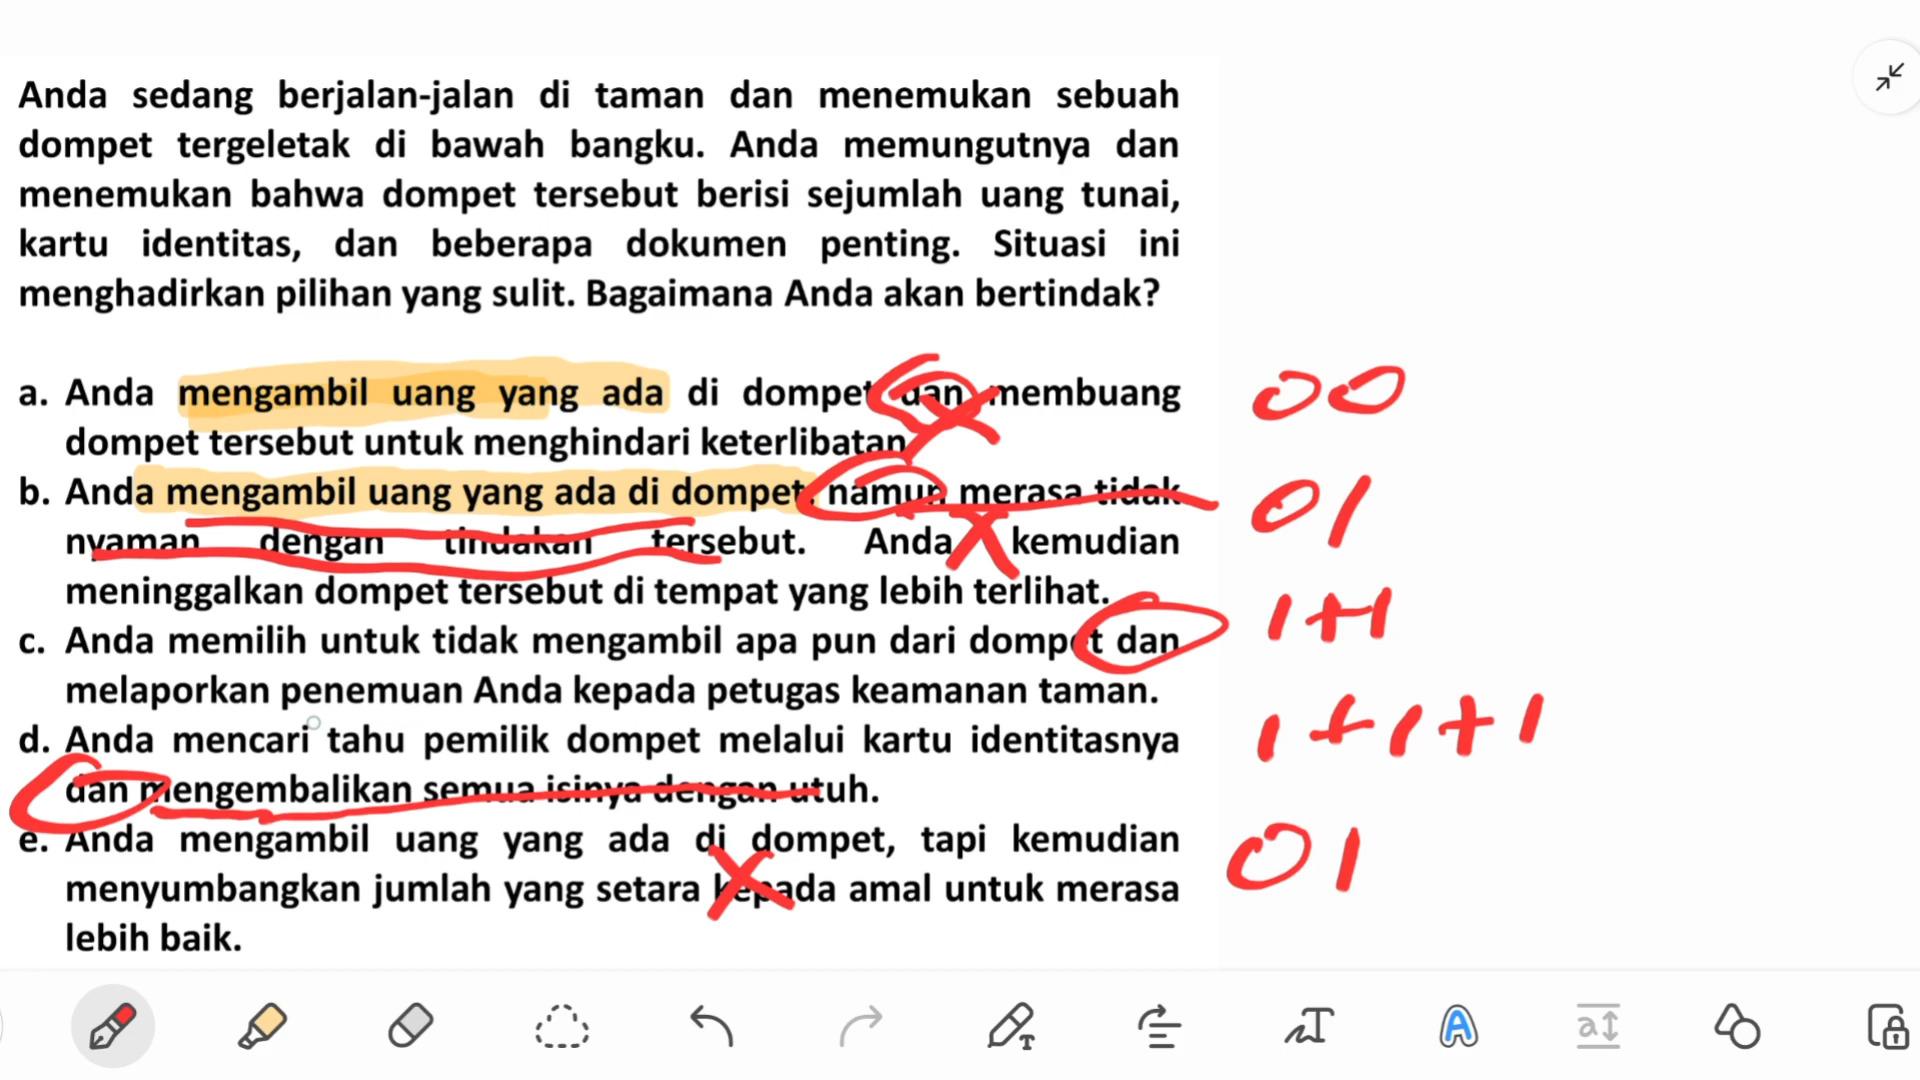 Anda sedang berjalan-jalan di taman dan menemukan sebuah
dompet tergeletak di bawah bangku. Anda memungutnya dan
menemukan bahwa dompet tersebut berisi sejumlah uang tunai,
kartu identitas, dan beberapa dokumen penting. Situasi ini
menghadirkan pilihan yang sulit. Bagaimana Anda akan bertindak?
a. Anda mengambil uang yang ada di dompet dan membuang
dompet tersebut untuk menghindari keterlibatan.
00
b. Anda mengambil uang yang ada di dompet, namun merasa tidak
nyaman dengan tindakan tersebut. Anda kemudian
meninggalkan dompet tersebut di tempat yang lebih terlihat.
01
c. Anda memilih untuk tidak mengambil apa pun dari dompet dan
melaporkan penemuan Anda kepada petugas keamanan taman.
1+1
d. Anda mencari tahu pemilik dompet melalui kartu identitasnya
dan mengembalikan semua isinya dengan utuh.
1+1+1
e. Anda mengambil uang yang ada di dompet, tapi kemudian
menyumbangkan jumlah yang setara kepada amal untuk merasa
lebih baik.
01